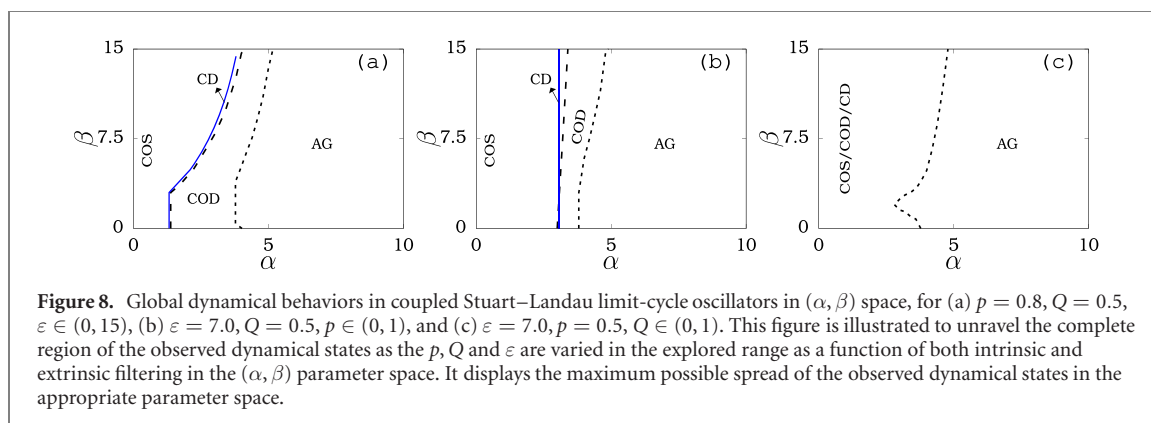 15
(a)
CD
β
7.5
COS
AG
COD
0
0
5
10
α
15
(b)
CD
β
7.5
COS
COD
AG
0
0
5
10
α
15
(c)
β
7.5
COS/COD/CD
AG
0
0
5
10
α
Figure 8. Global dynamical behaviors in coupled Stuart–Landau limit-cycle oscillators in (α, β) space, for (a) p = 0.8, Q = 0.5,
ε ∈ (0, 15), (b) ε = 7.0, Q = 0.5, p ∈ (0, 1), and (c) ε = 7.0, p = 0.5, Q ∈ (0, 1). This figure is illustrated to unravel the complete
region of the observed dynamical states as the p, Q and ε are varied in the explored range as a function of both intrinsic and
extrinsic filtering in the (α, β) parameter space. It displays the maximum possible spread of the observed dynamical states in the
appropriate parameter space.